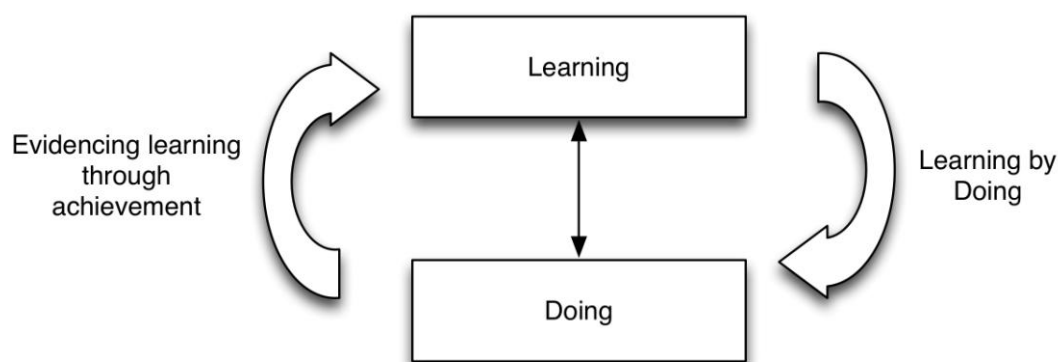 Learning
Evidencing learning
through
achievement
Learning by
Doing
Doing